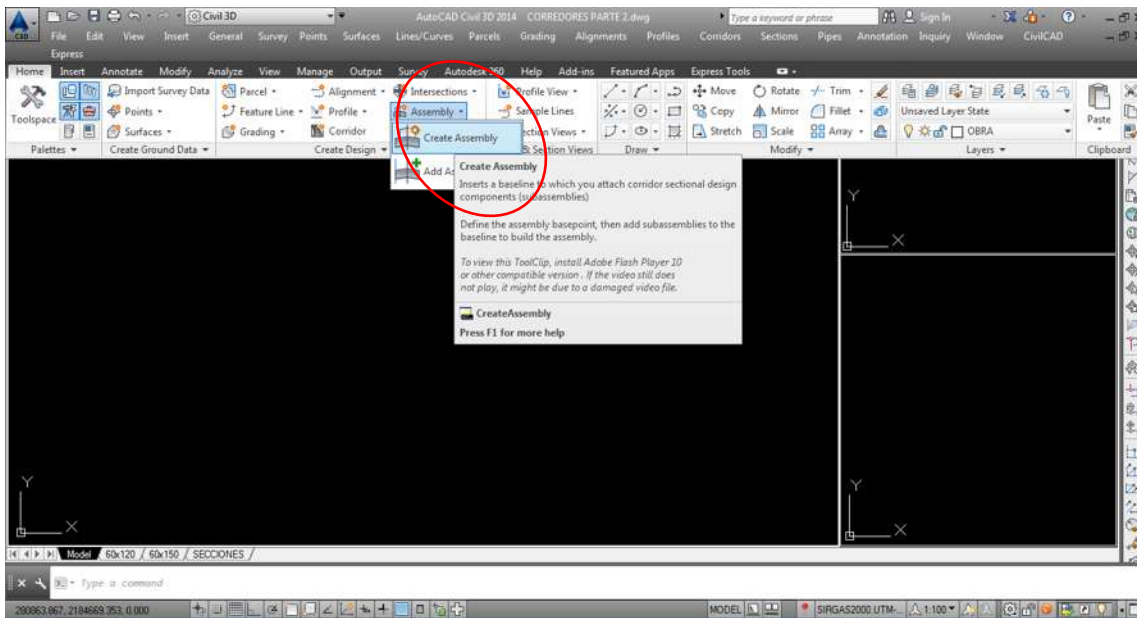 Civil 3D AutoCAD Civil 3D 2014 CORREDORES PARTE 2.dwg Type a keyword or phrase Sign In
File Edit View Insert General Survey Points Surfaces Lines/Curves Parcels Grading Alignments Profiles Corridors Sections Pipes Annotation Inquiry Window CivilCAD
Express
Home Insert Annotate Modify Analyze View Manage Output Survey Autodesk 360 Help Add-ins Featured Apps Express Tools
Import Survey Data Parcel Alignment Intersections Profile View Move Rotate Trim Unsaved Layer State
Toolspace Points Feature Line Profile Assembly Sample Lines Copy Mirror Fillet Paste
Surfaces Grading Corridor Create Assembly ection Views Stretch Scale Array OBRA
Palettes Create Ground Data Create Design & Section Views Draw Modify Layers Clipboard
Add As
Create Assembly
Inserts a baseline to which you attach corridor sectional design
components (subassemblies)
Define the assembly basepoint, then add subassemblies to the
baseline to build the assembly.
To view this ToolClip, install Adobe Flash Player 10
or other compatible version . If the video still does
not play, it might be due to a damaged video file.
CreateAssembly
Press F1 for more help
Y
X
Y
X
Y
X
Model 60x120 60x150 SECCIONES
Type a command
280863.867, 2184669.353, 0.000 MODEL SIRGAS2000 UTM-... 1:100